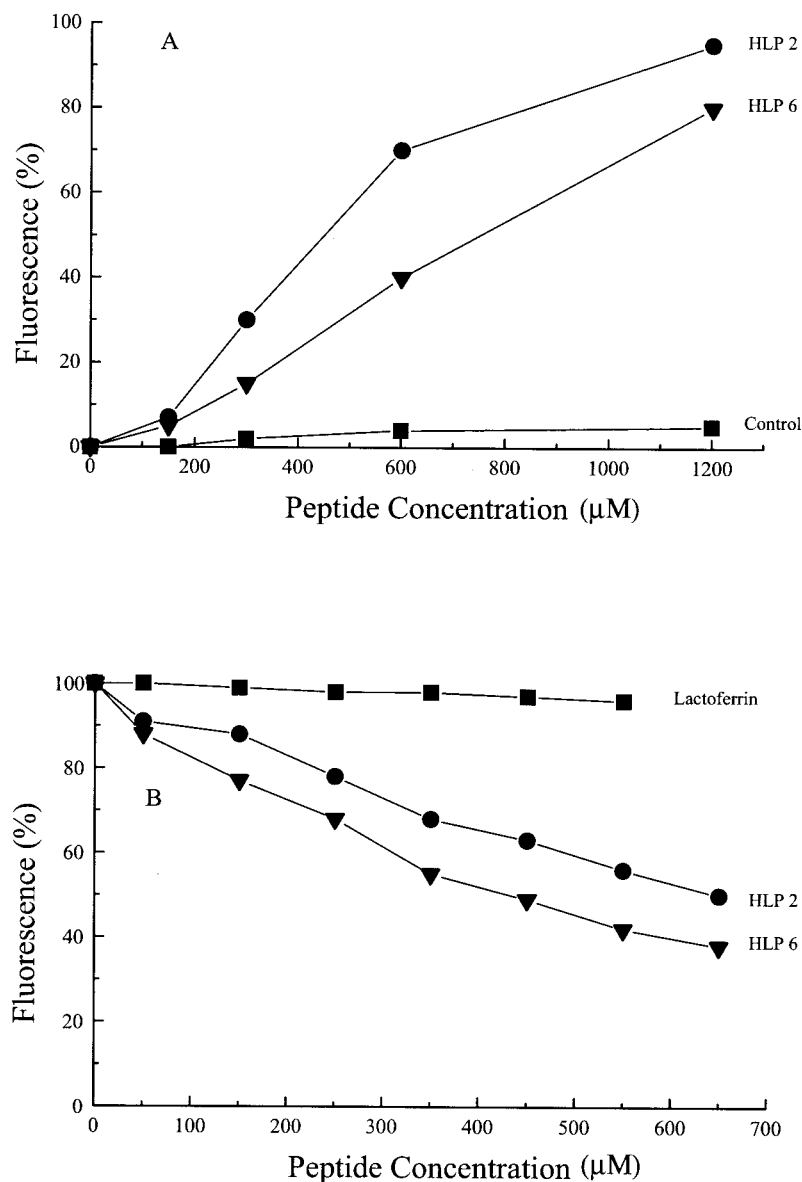 A
HLP 2
HLP 6
Control
Fluorescence (%)
100
80
60
40
20
0
0 200 400 600 800 1000 1200
Peptide Concentration (µM)
B
Lactoferrin
HLP 2
HLP 6
Fluorescence (%)
100
80
60
40
20
0
0 100 200 300 400 500 600 700
Peptide Concentration (µM)